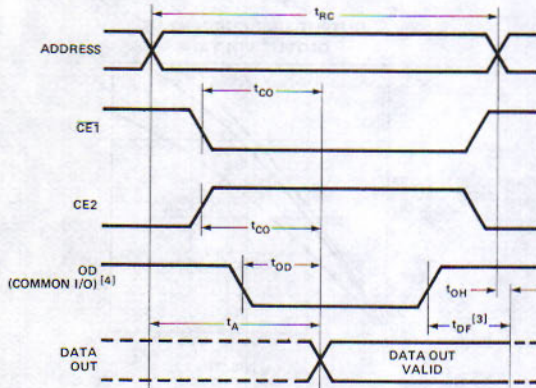 tRC
ADDRESS
tCO
CE1
CE2
tCO
tOD
OD
(COMMON I/O) [4]
tOH
tA
tDF[3]
DATA
OUT
DATA OUT
VALID